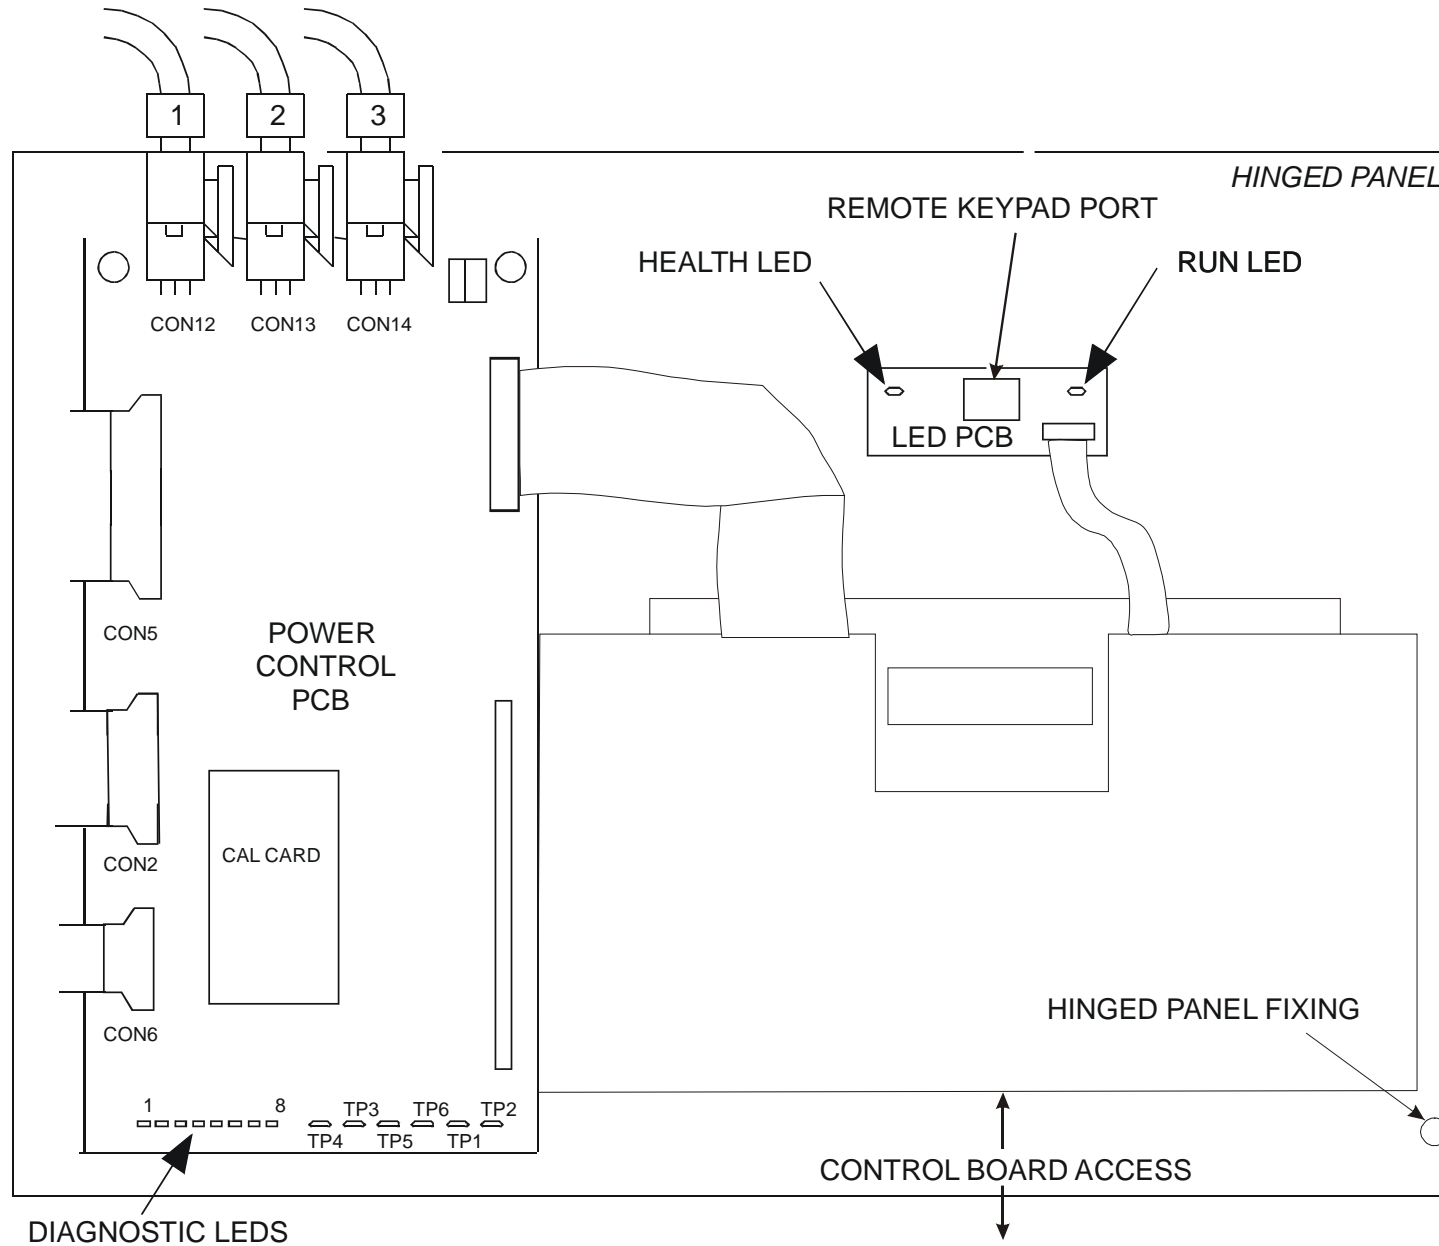 1 2 3
HINGED PANEL
REMOTE KEYPAD PORT
HEALTH LED
RUN LED
CON12 CON13 CON14
LED PCB
CON5
POWER
CONTROL
PCB
CAL CARD
CON2
HINGED PANEL FIXING
CON6
1 8
TP3 TP6 TP2
TP4 TP5 TP1
CONTROL BOARD ACCESS
DIAGNOSTIC LEDS